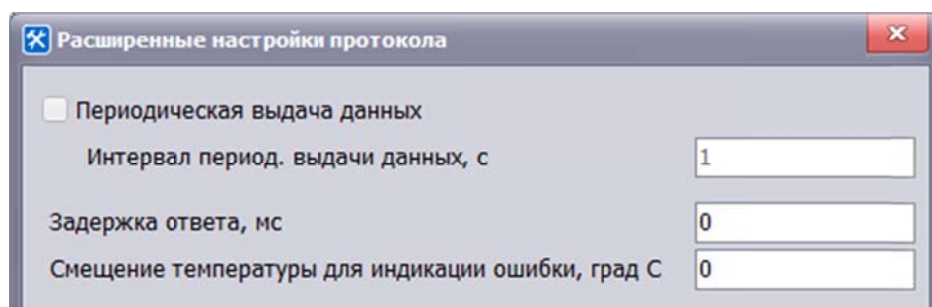 Расширенные настройки протокола
Периодическая выдача данных
Интервал период. выдачи данных, с 1
Задержка ответа, мс 0
Смещение температуры для индикации ошибки, град С 0